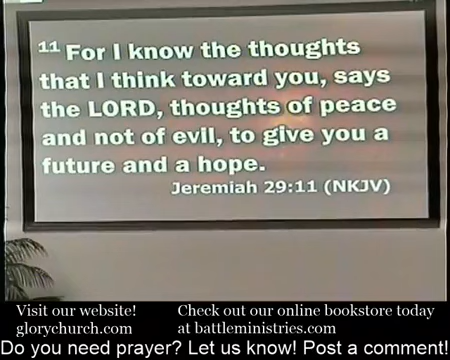 11 For I know the thoughts
that I think toward you, says
the LORD, thoughts of peace
and not of evil, to give you a
future and a hope.
Jeremiah 29:11 (NKJV)
Visit our website! Check out our online bookstore today
glorychurch.com at battleministries.com
Do you need prayer? Let us know! Post a comment!